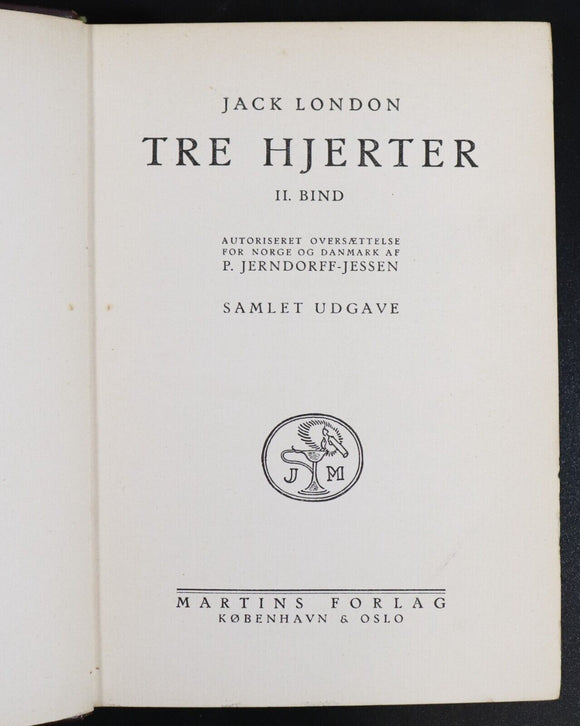 JACK LONDON
TRE HJERTER
II. BIND
AUTORISERET OVERSÆTTELSE
FOR NORGE OG DANMARK AF
P. JERNDORFF-JESSEN
SAMLET UDGAVE
J M
MARTINS FORLAG
KØBENHAVN & OSLO